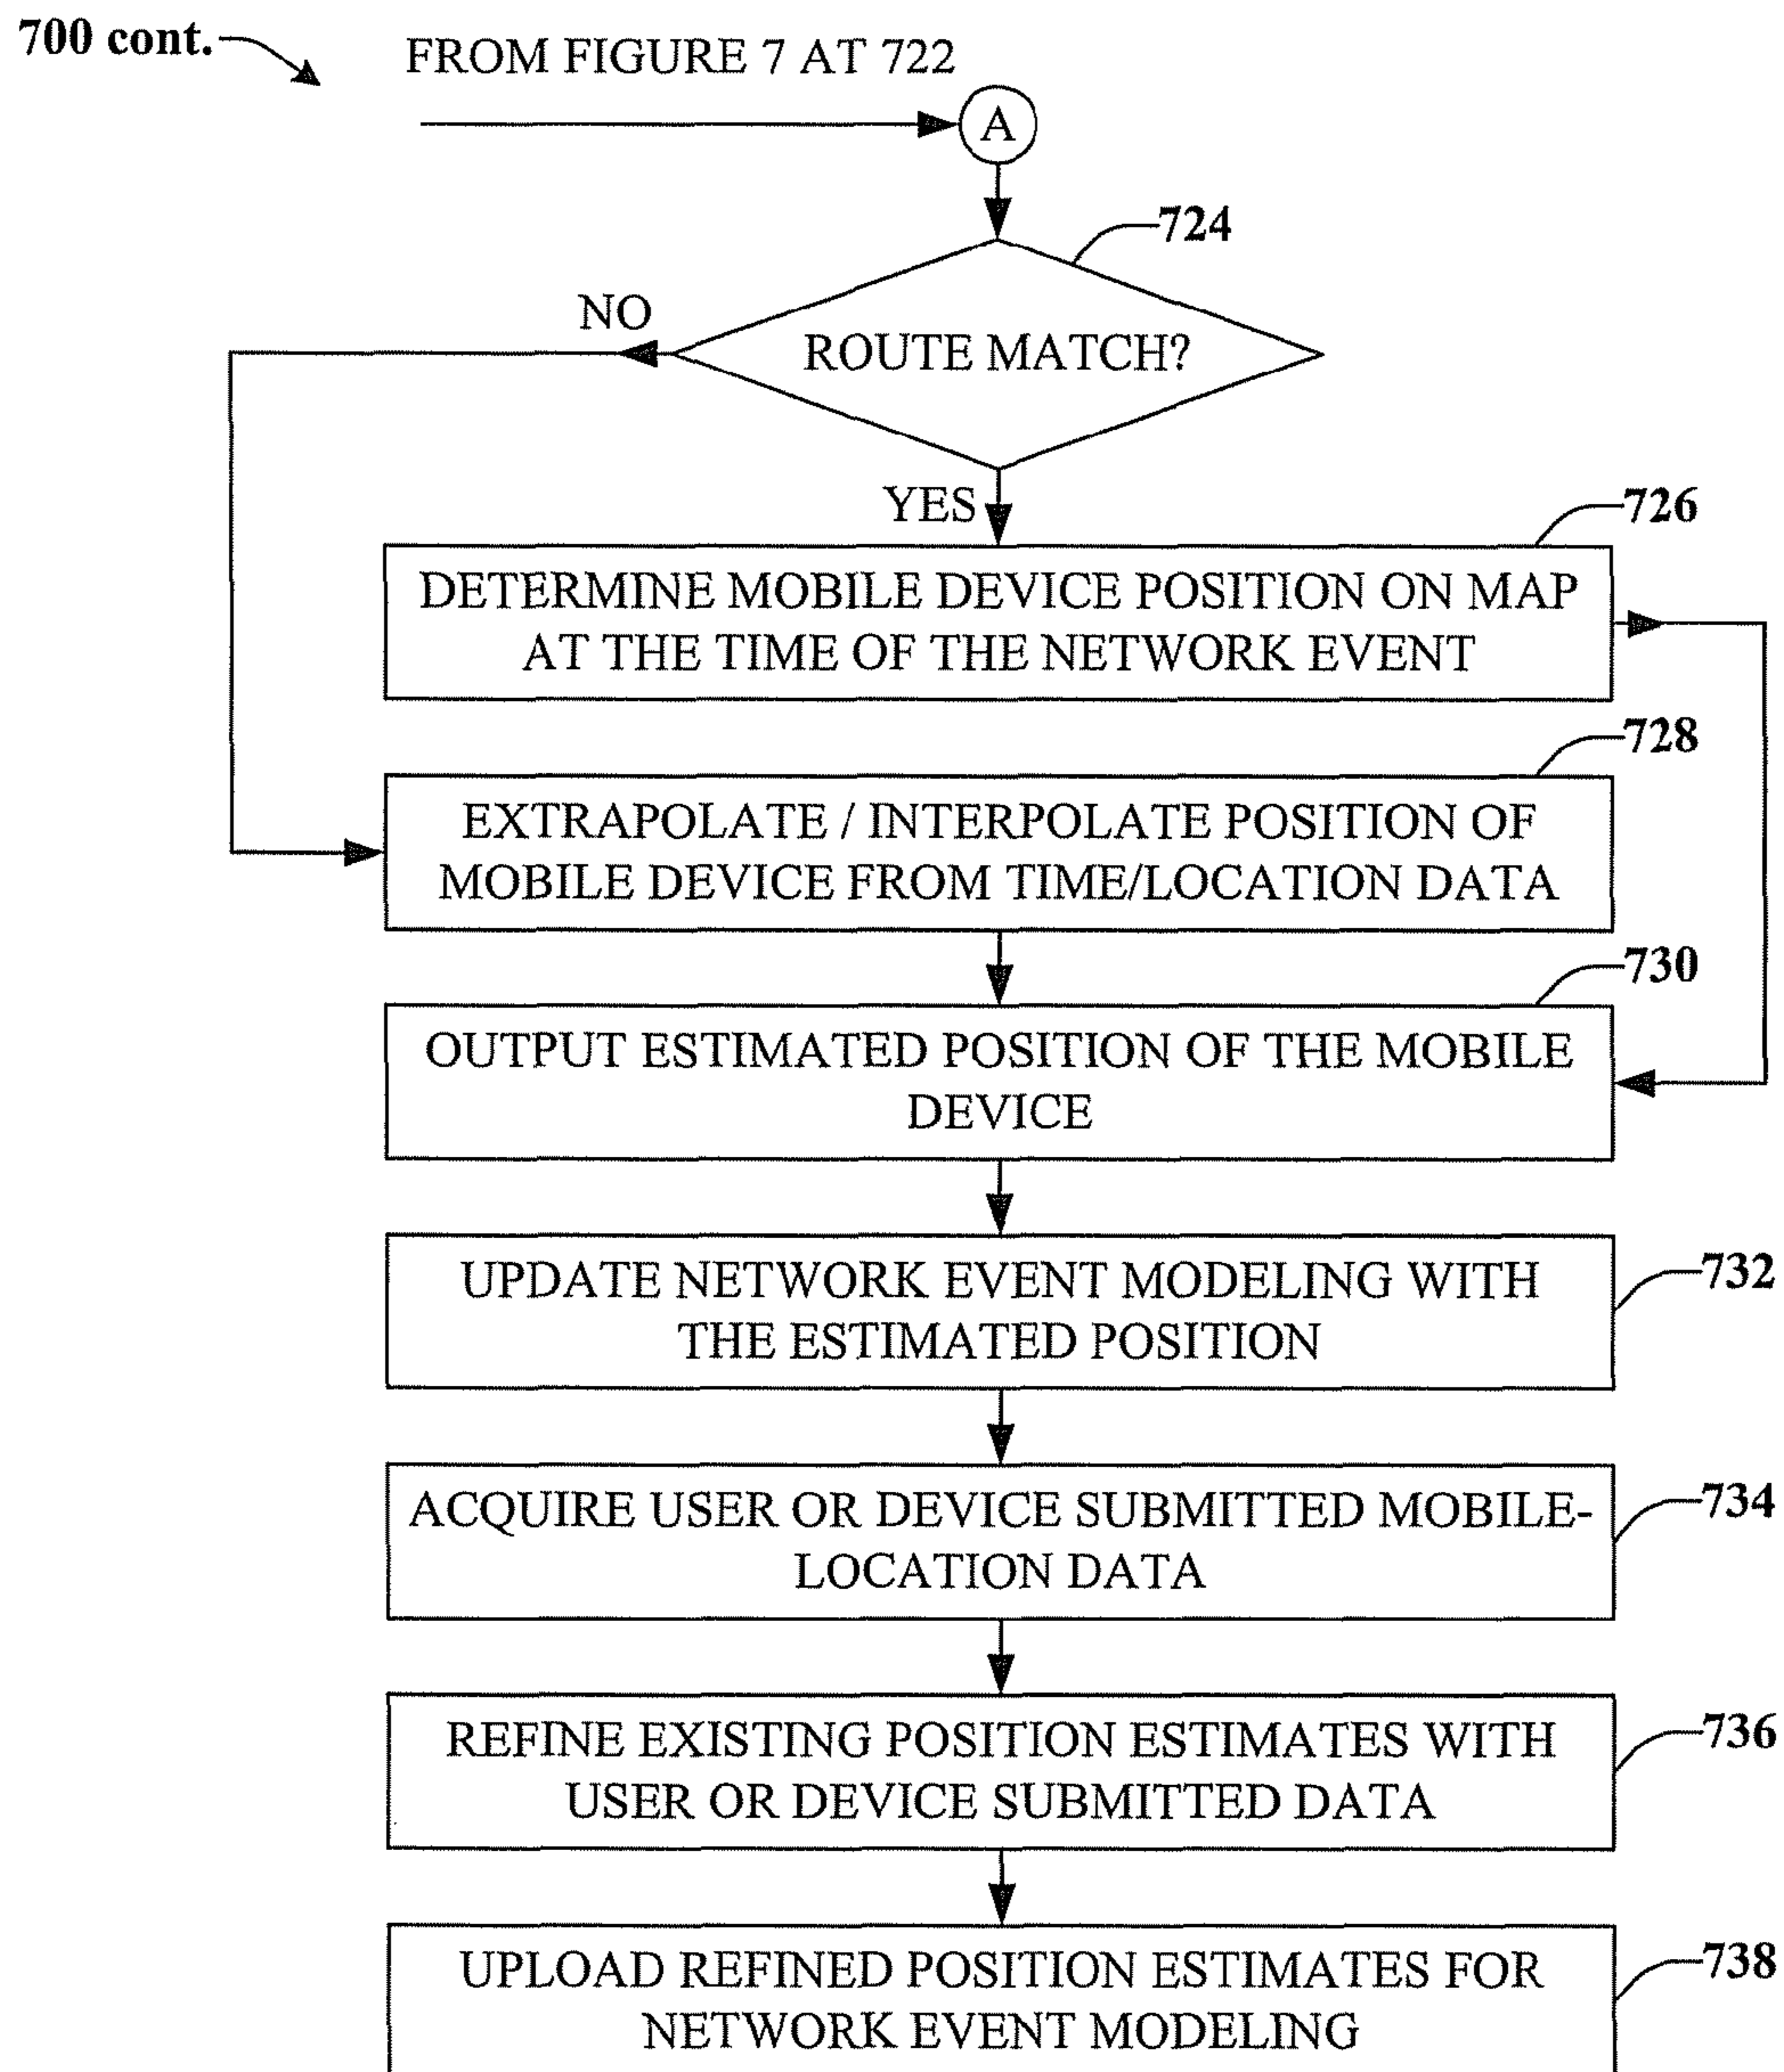 700 cont.
FROM FIGURE 7 AT 722
A
724
NO
ROUTE MATCH?
YES
726
DETERMINE MOBILE DEVICE POSITION ON MAP
AT THE TIME OF THE NETWORK EVENT
728
EXTRAPOLATE / INTERPOLATE POSITION OF
MOBILE DEVICE FROM TIME/LOCATION DATA
730
OUTPUT ESTIMATED POSITION OF THE MOBILE
DEVICE
732
UPDATE NETWORK EVENT MODELING WITH
THE ESTIMATED POSITION
734
ACQUIRE USER OR DEVICE SUBMITTED MOBILE-
LOCATION DATA
736
REFINE EXISTING POSITION ESTIMATES WITH
USER OR DEVICE SUBMITTED DATA
738
UPLOAD REFINED POSITION ESTIMATES FOR
NETWORK EVENT MODELING